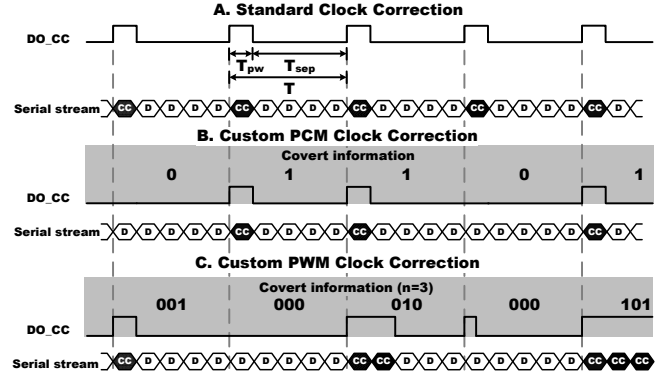 A. Standard Clock Correction
DO_CC
Tpw Tsep
T
Serial stream CC D D D D CC D D D D CC D D D D CC D D D D CC D
B. Custom PCM Clock Correction
Covert information
0 1 1 0 1
DO_CC
Serial stream D D D D D CC D D D D CC D D D D D D D D D CC D
C. Custom PWM Clock Correction
Covert information (n=3)
001 000 010 000 101
DO_CC
Serial stream CC D D D D D D D D D CC CC D D D D D D D D CC CC CC